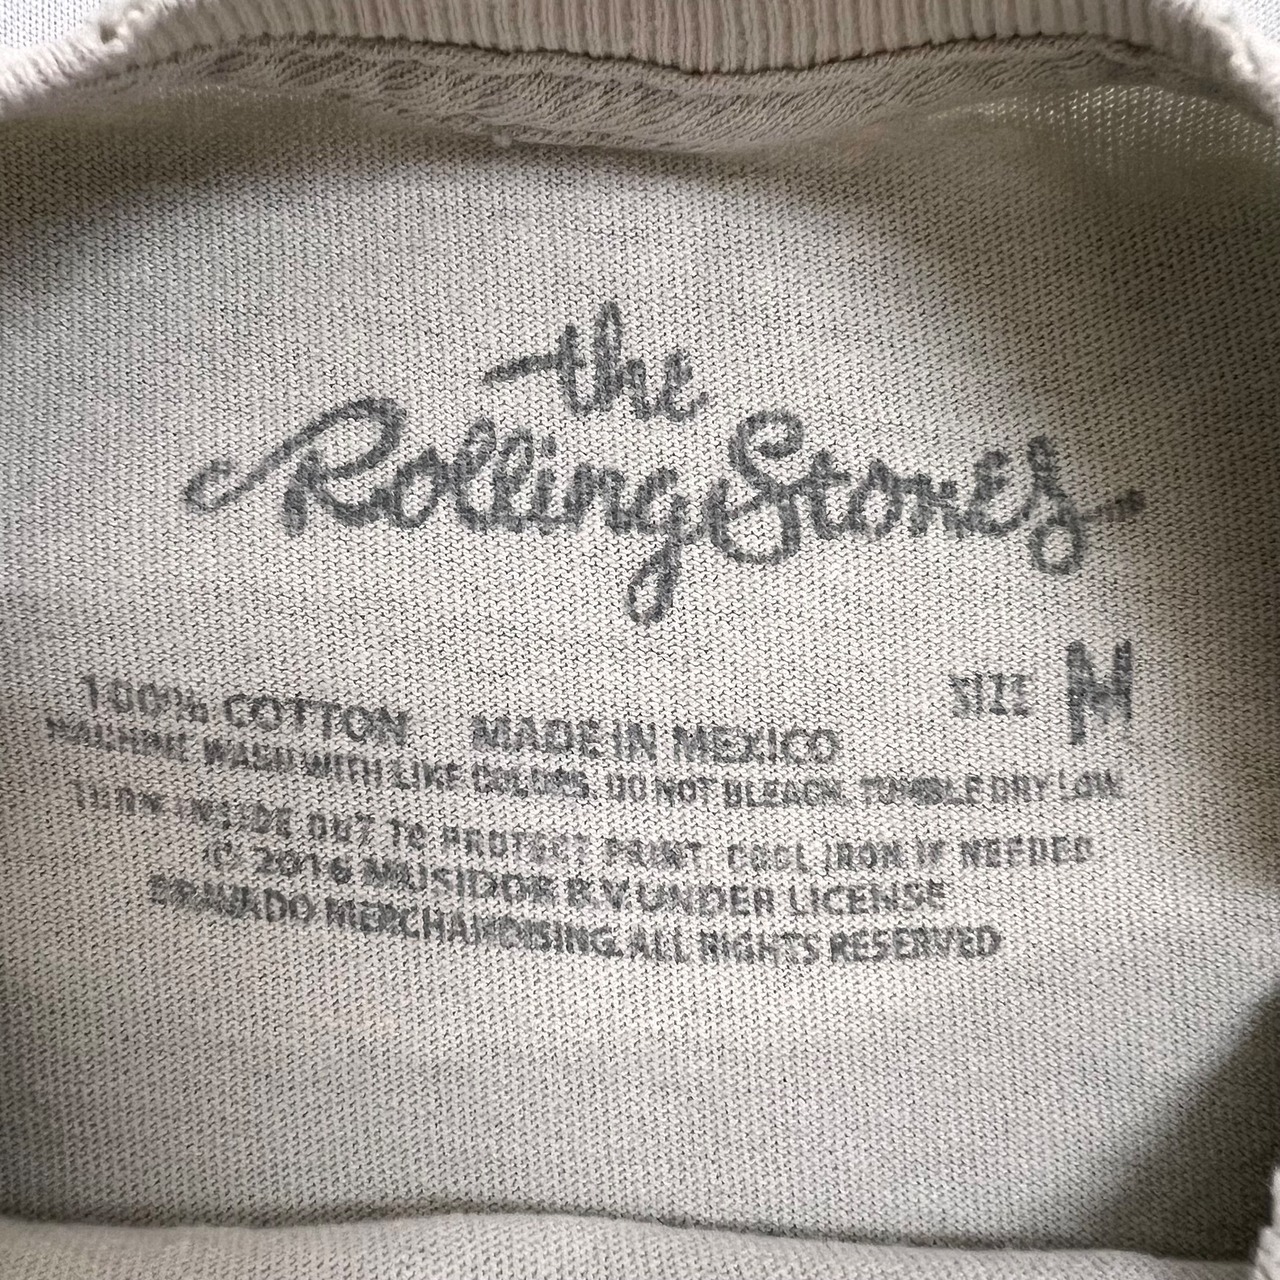 the
Rolling Stones
SIZE M
100% COTTON MADE IN MEXICO
MACHINE WASH WITH LIKE COLORS. DO NOT BLEACH. TUMBLE DRY LOW.
TURN INSIDE OUT TO PROTECT PRINT. COOL IRON IF NEEDED
© 2016 MUSIDOR B.V. UNDER LICENSE
BRAVADO MERCHANDISING. ALL RIGHTS RESERVED